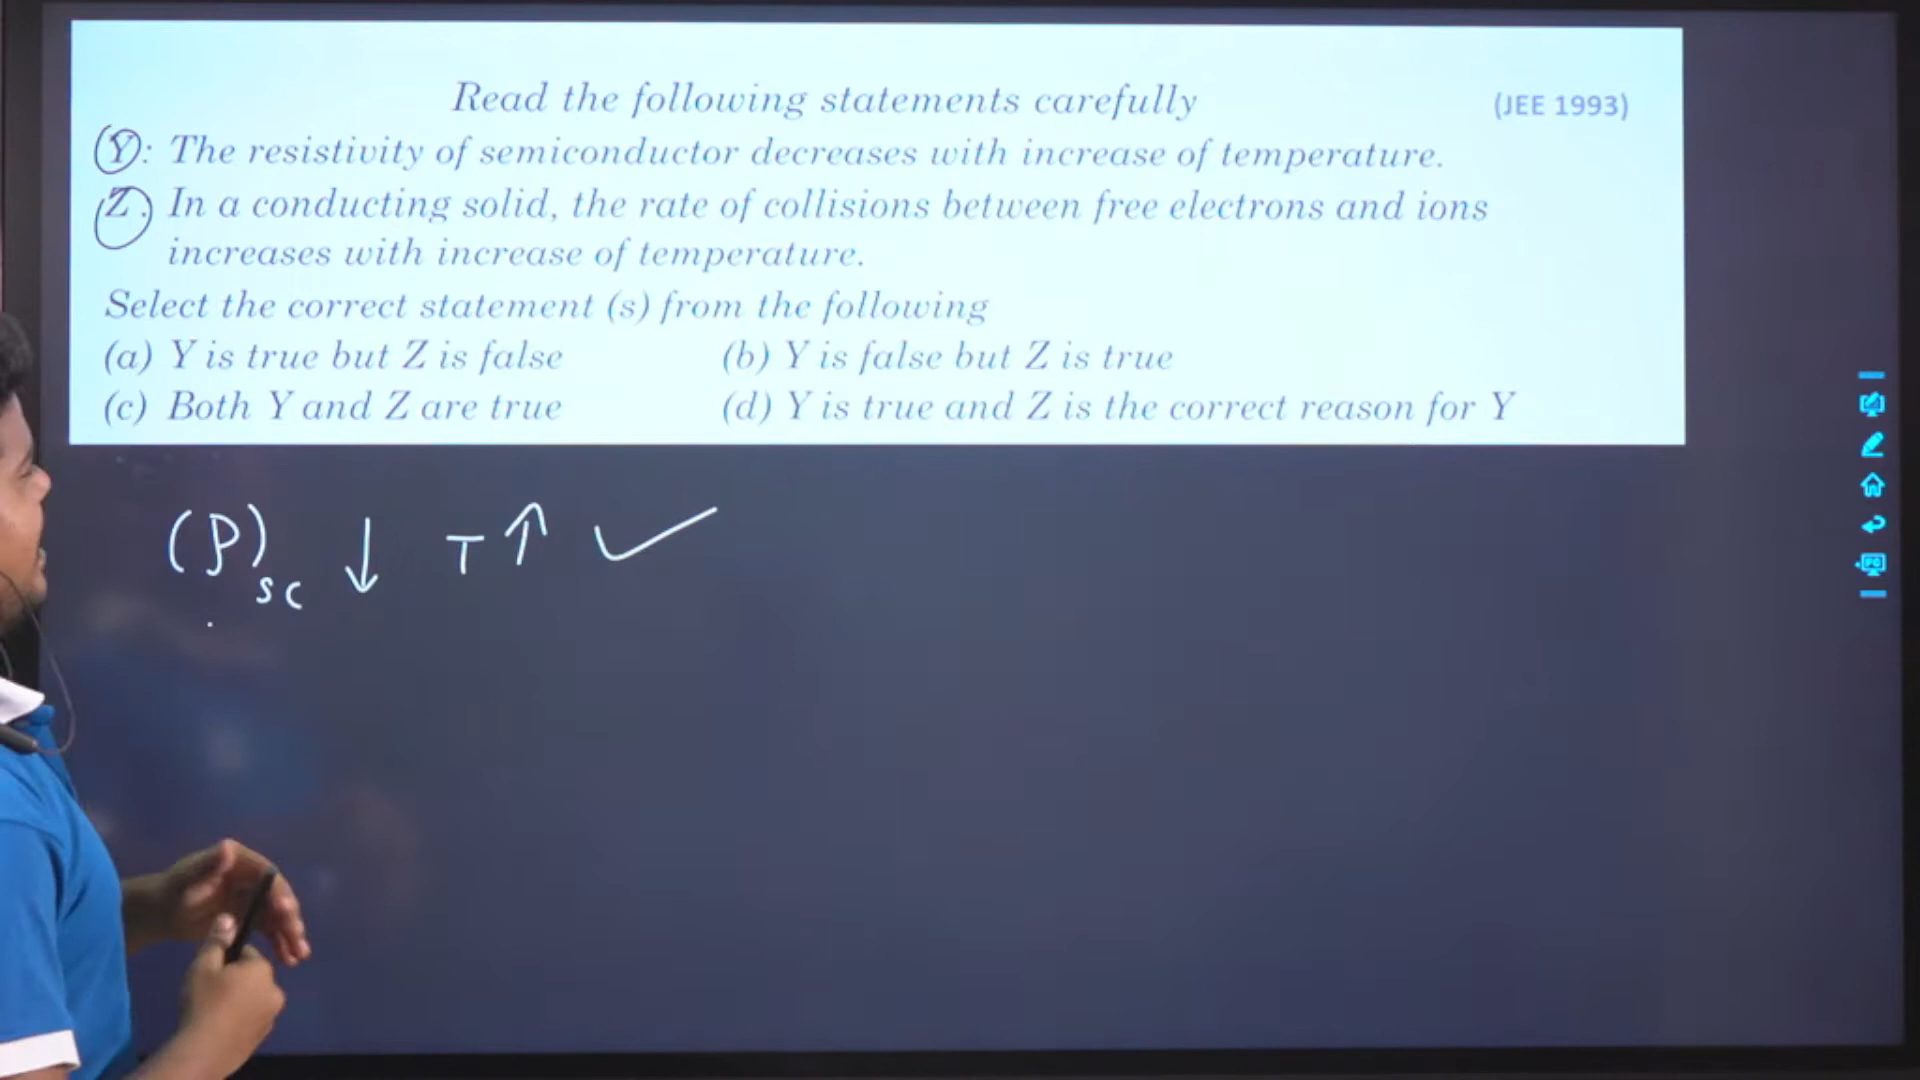 Read the following statements carefully (JEE 1993)
(Y): The resistivity of semiconductor decreases with increase of temperature.
(Z.) In a conducting solid, the rate of collisions between free electrons and ions
increases with increase of temperature.
Select the correct statement (s) from the following
(a) Y is true but Z is false (b) Y is false but Z is true
(c) Both Y and Z are true (d) Y is true and Z is the correct reason for Y
(ρ)sc ↓ T ↑ ✓
PG